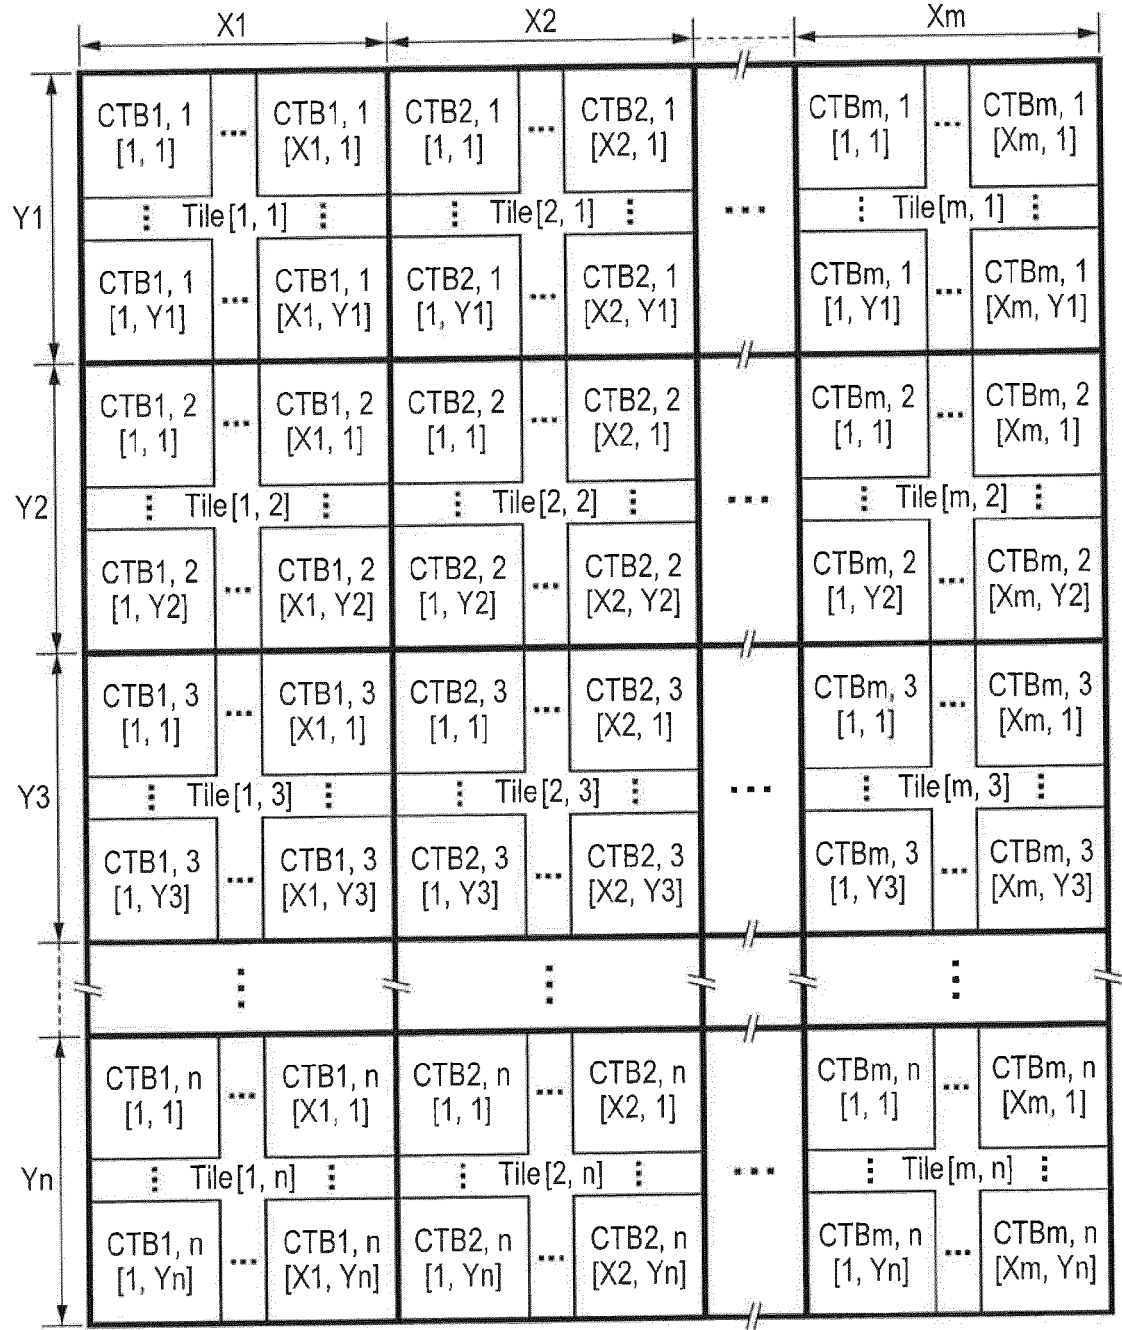 X1 X2 Xm
CTB1, 1 ... CTB1, 1 CTB2, 1 ... CTB2, 1 CTBm, 1 ... CTBm, 1
[1, 1] [X1, 1] [1, 1] [X2, 1] [1, 1] [Xm, 1]
Y1 Tile[1, 1] Tile[2, 1] ... Tile[m, 1]
CTB1, 1 ... CTB1, 1 CTB2, 1 ... CTB2, 1 CTBm, 1 ... CTBm, 1
[1, Y1] [X1, Y1] [1, Y1] [X2, Y1] [1, Y1] [Xm, Y1]
CTB1, 2 ... CTB1, 2 CTB2, 2 ... CTB2, 2 CTBm, 2 ... CTBm, 2
[1, 1] [X1, 1] [1, 1] [X2, 1] [1, 1] [Xm, 1]
Y2 Tile[1, 2] Tile[2, 2] ... Tile[m, 2]
CTB1, 2 ... CTB1, 2 CTB2, 2 ... CTB2, 2 CTBm, 2 ... CTBm, 2
[1, Y2] [X1, Y2] [1, Y2] [X2, Y2] [1, Y2] [Xm, Y2]
CTB1, 3 ... CTB1, 3 CTB2, 3 ... CTB2, 3 CTBm, 3 ... CTBm, 3
[1, 1] [X1, 1] [1, 1] [X2, 1] [1, 1] [Xm, 1]
Y3 Tile[1, 3] Tile[2, 3] ... Tile[m, 3]
CTB1, 3 ... CTB1, 3 CTB2, 3 ... CTB2, 3 CTBm, 3 ... CTBm, 3
[1, Y3] [X1, Y3] [1, Y3] [X2, Y3] [1, Y3] [Xm, Y3]
CTB1, n ... CTB1, n CTB2, n ... CTB2, n CTBm, n ... CTBm, n
[1, 1] [X1, 1] [1, 1] [X2, 1] [1, 1] [Xm, 1]
Yn Tile[1, n] Tile[2, n] ... Tile[m, n]
CTB1, n ... CTB1, n CTB2, n ... CTB2, n CTBm, n ... CTBm, n
[1, Yn] [X1, Yn] [1, Yn] [X2, Yn] [1, Yn] [Xm, Yn]